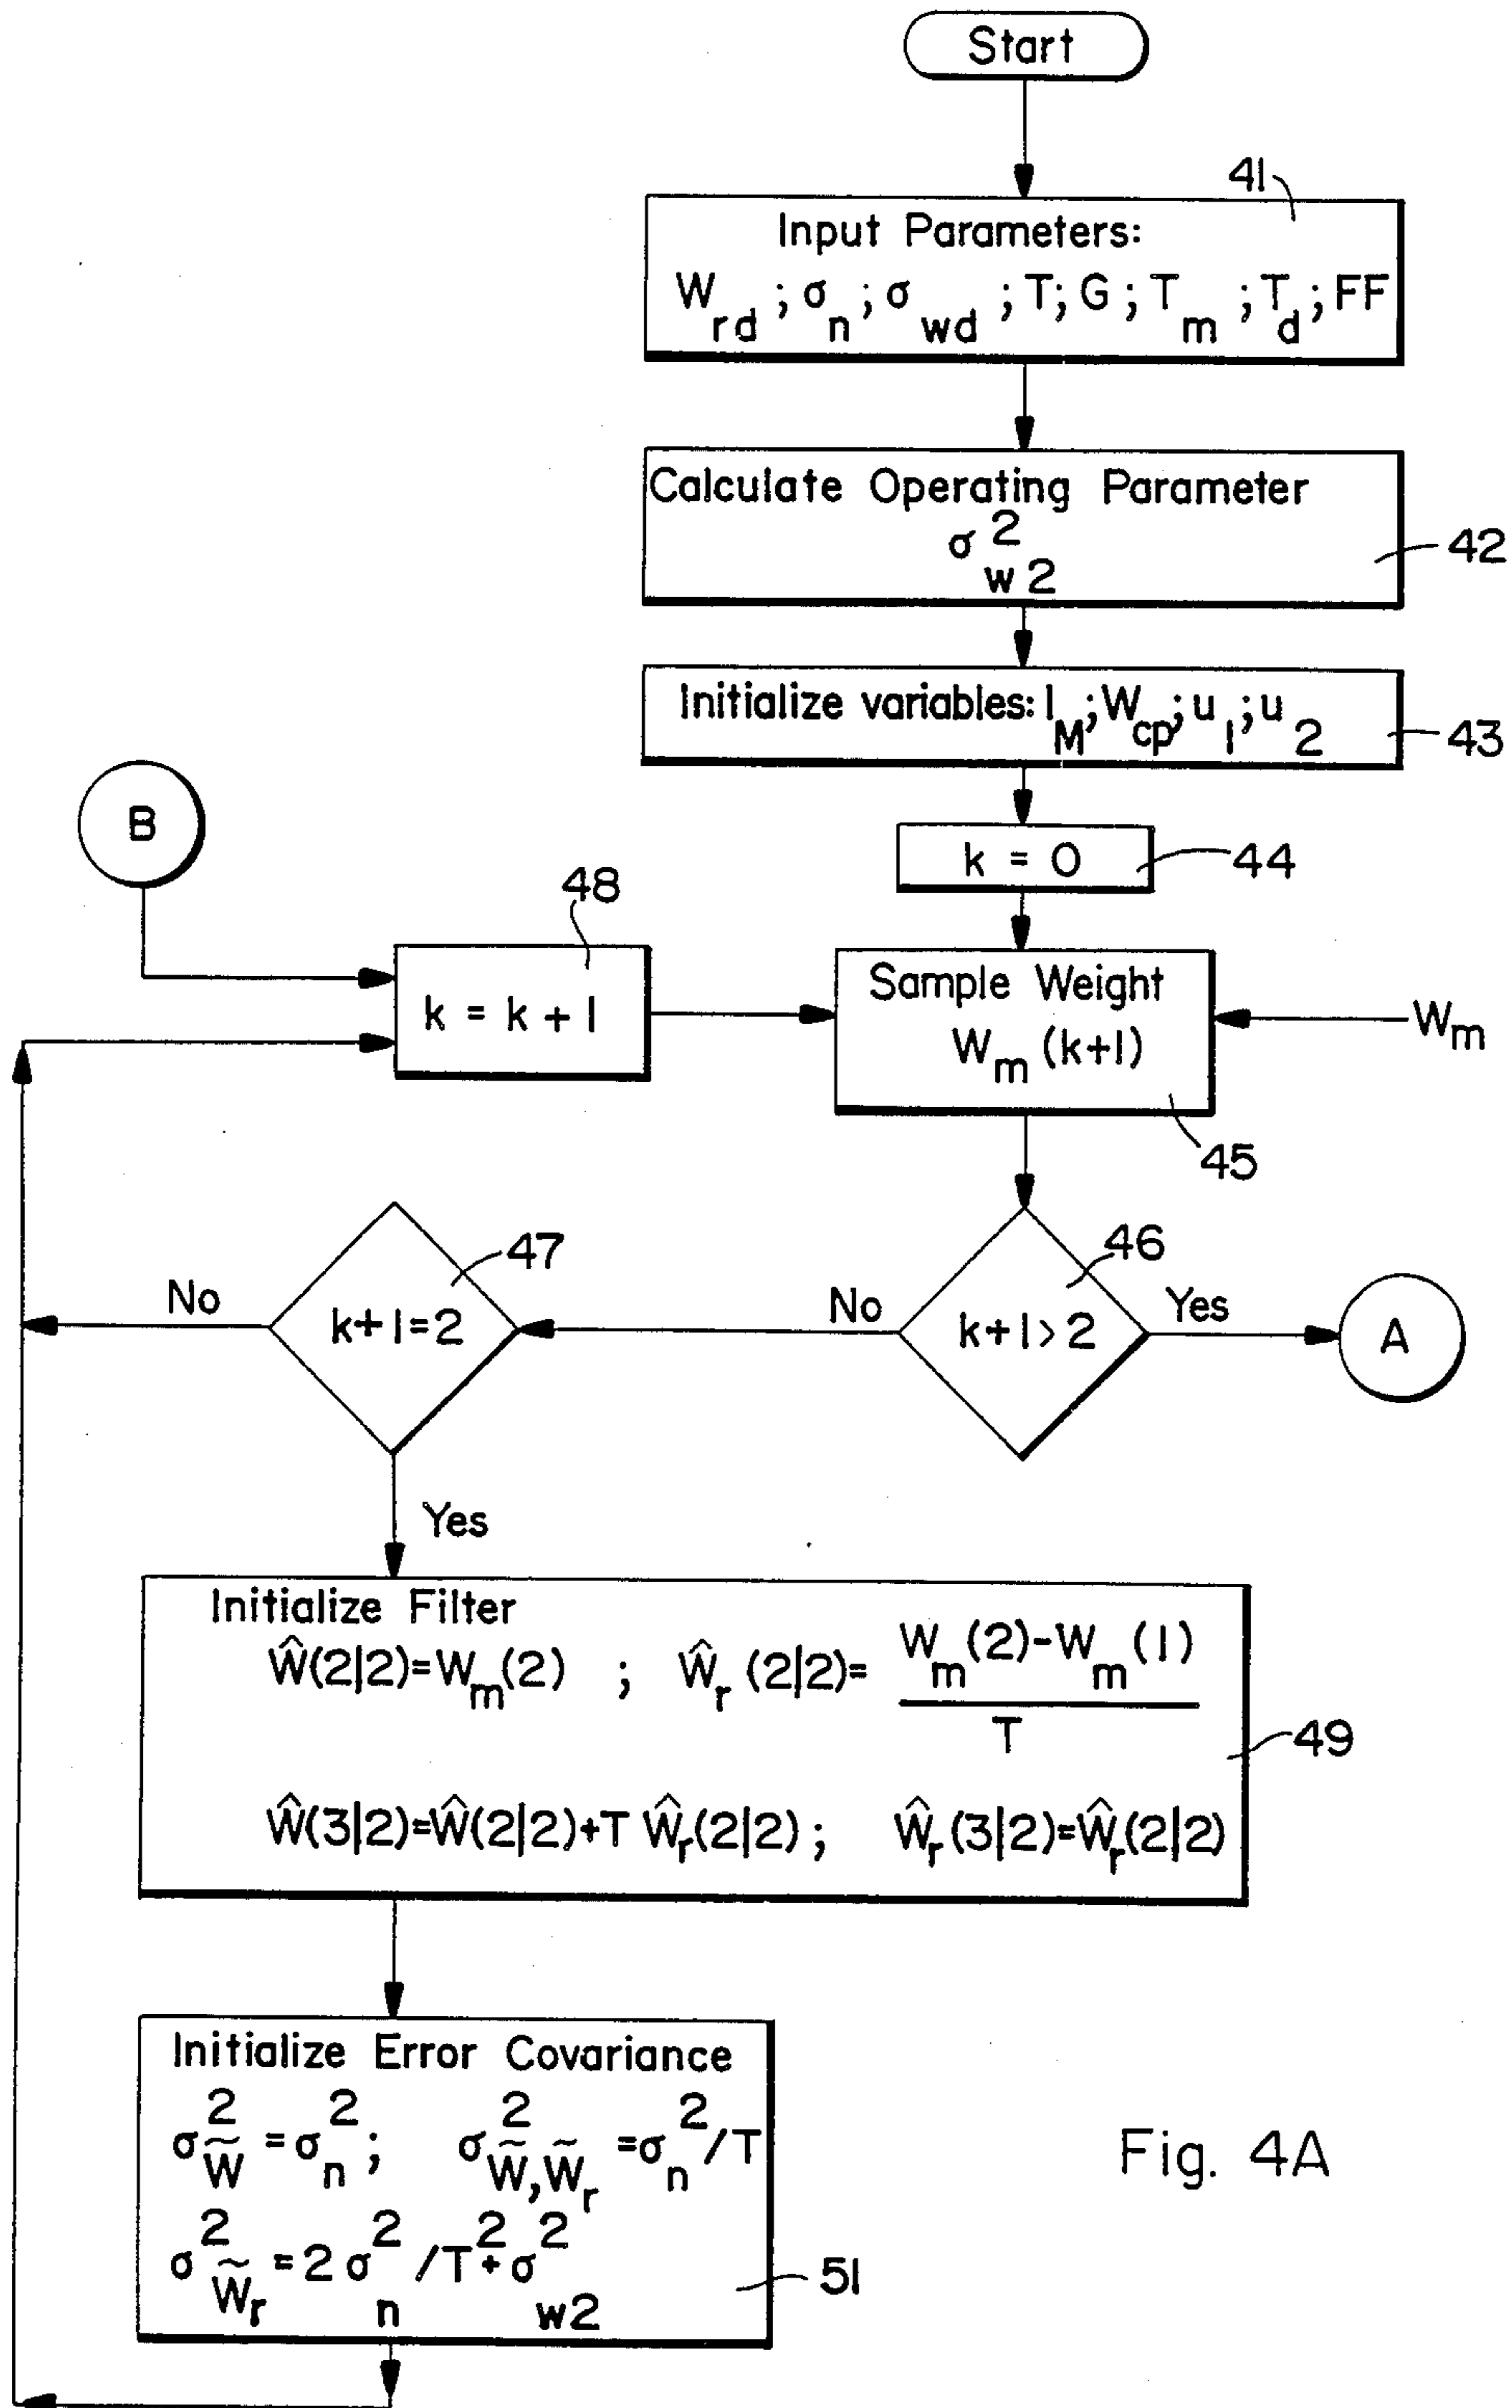 Start
41
Input Parameters:
W_rd ; σ_n ; σ_wd ; T; G ; T_m ; T_d ; FF
Calculate Operating Parameter
σ²_w2
42
Initialize variables: I_M; W_cp; u_1; u_2
43
B
k = 0
44
48
k = k + 1
Sample Weight
W_m (k+1)
W_m
45
47
k+1=2
No
46
k+1>2
No
Yes
A
Yes
Initialize Filter
Ŵ(2|2)=W_m(2) ; Ŵ_r (2|2)= W_m(2)-W_m(1)
T
49
Ŵ(3|2)=Ŵ(2|2)+T Ŵ_r(2|2); Ŵ_r(3|2)=Ŵ_r(2|2)
Initialize Error Covariance
σ²_W̃ = σ²_n; σ²_W̃,W̃_r = σ_n²/T
σ²_W̃_r = 2 σ²_n /T² + σ²_w2
51
Fig. 4A